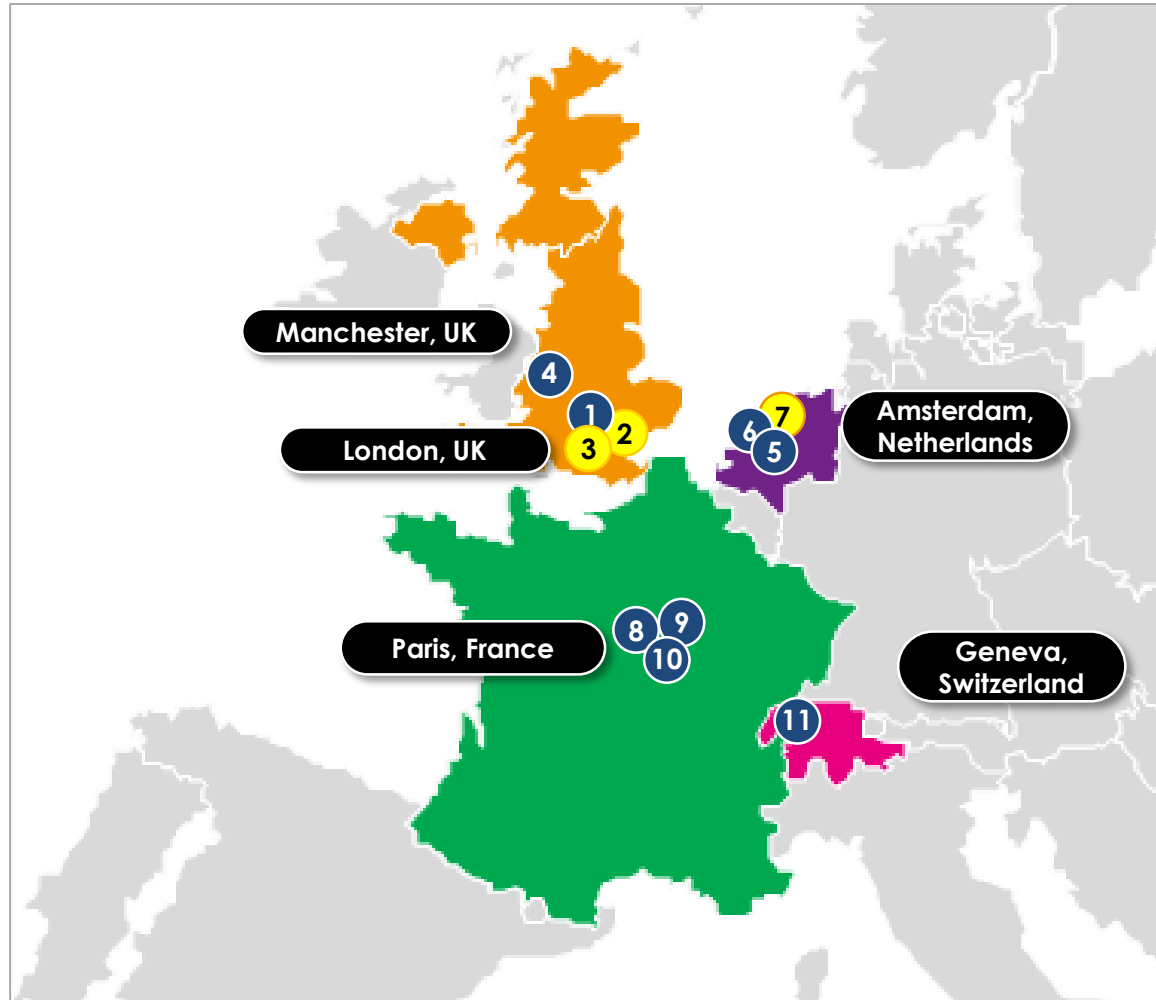 Manchester, UK
4
1
2
London, UK
3
7
6
5
Amsterdam,
Netherlands
Paris, France
8
9
10
Geneva,
Switzerland
11